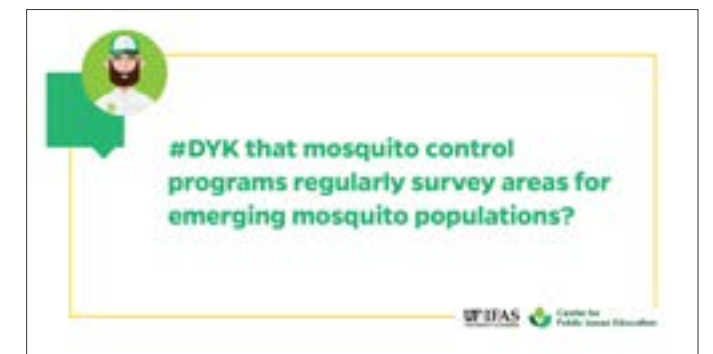 #DYK that mosquito control
programs regularly survey areas for
emerging mosquito populations?
UF IFAS
Center for
Public Issues Education